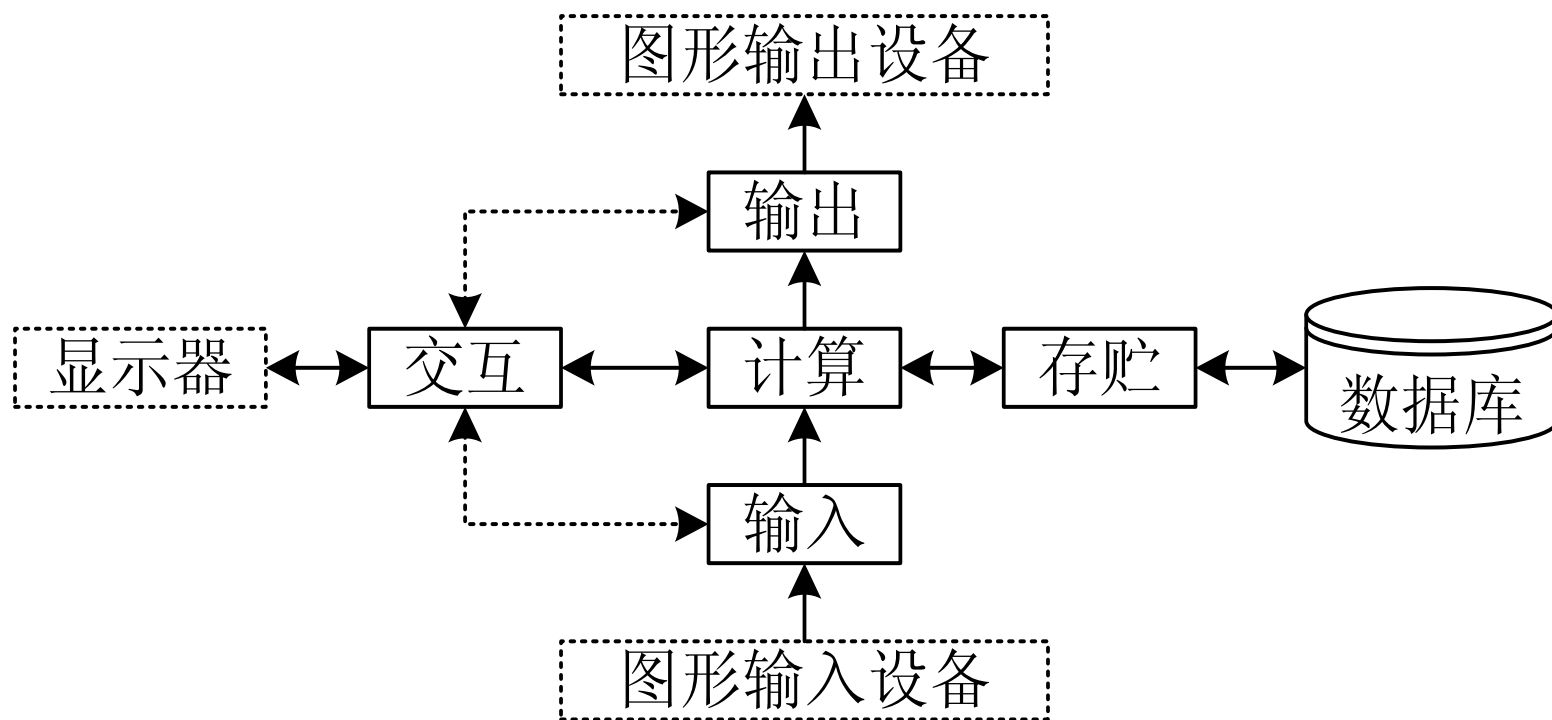 图形输出设备
输出
显示器
交互
计算
存贮
数据库
输入
图形输入设备